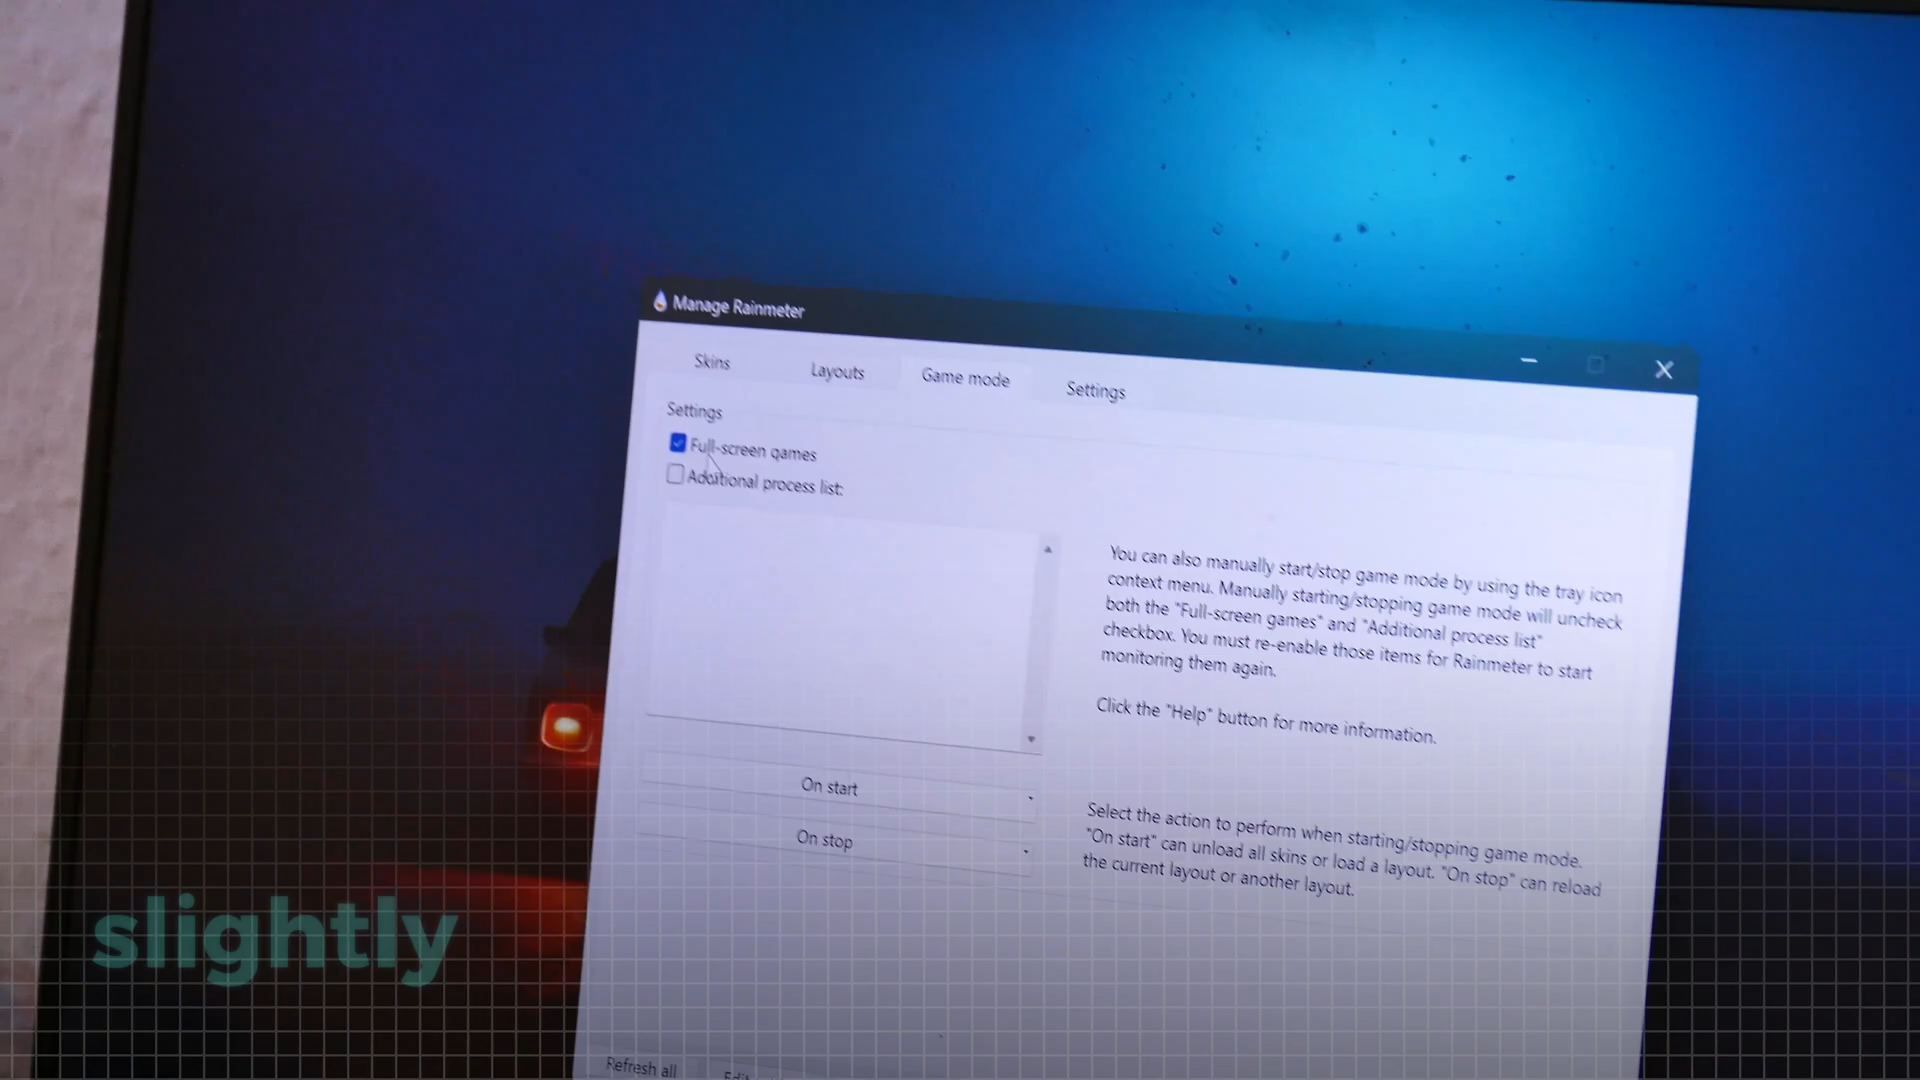 Manage Rainmeter
Skins
Layouts
Game mode
Settings
Settings
Full-screen games
Additional process list:
You can also manually start/stop game mode by using the tray icon
context menu. Manually starting/stopping game mode will uncheck
both the "Full-screen games" and "Additional process list"
checkbox. You must re-enable those items for Rainmeter to start
monitoring them again.
Click the "Help" button for more information.
On start
On stop
Select the action to perform when starting/stopping game mode.
"On start" can unload all skins or load a layout. "On stop" can reload
the current layout or another layout.
slightly
Refresh all